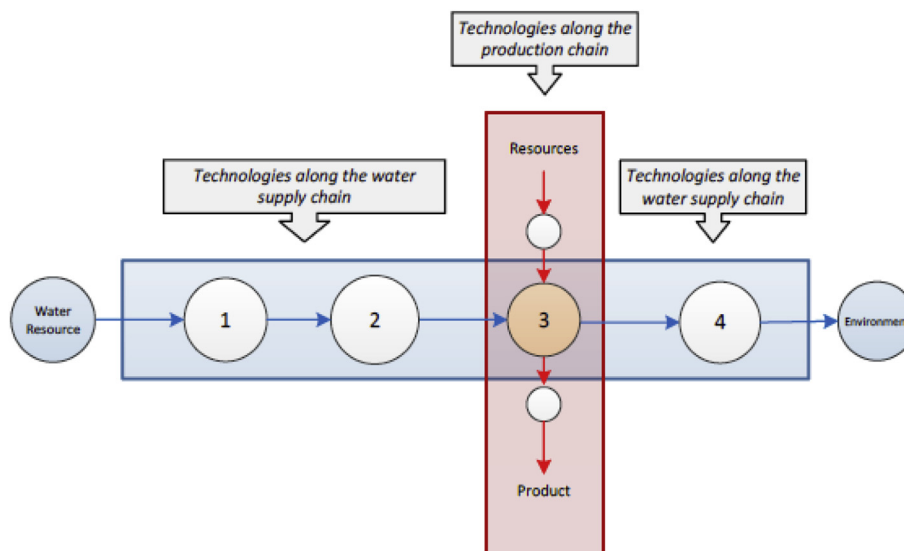 Technologies along the
production chain
Resources
Technologies along the water
supply chain
Technologies along the
water supply chain
Water
Resource
1
2
3
4
Environment
Product